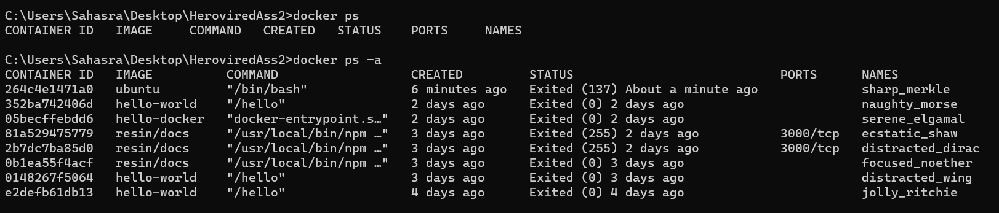 C:\Users\Sahasra\Desktop\HeroviredAss2>docker ps
CONTAINER ID   IMAGE     COMMAND   CREATED   STATUS    PORTS     NAMES
C:\Users\Sahasra\Desktop\HeroviredAss2>docker ps -a
CONTAINER ID   IMAGE          COMMAND                  CREATED         STATUS                            PORTS      NAMES
264c4e1471a0   ubuntu         "/bin/bash"              6 minutes ago   Exited (137) About a minute ago              sharp_merkle
352ba742406d   hello-world    "/hello"                 2 days ago      Exited (0) 2 days ago                        naughty_morse
05becffebdd6   hello-docker   "docker-entrypoint.s…"   2 days ago      Exited (0) 2 days ago                        serene_elgamal
81a529475779   resin/docs     "/usr/local/bin/npm …"   3 days ago      Exited (255) 2 days ago           3000/tcp   ecstatic_shaw
2b7dc7ba85d0   resin/docs     "/usr/local/bin/npm …"   3 days ago      Exited (255) 2 days ago           3000/tcp   distracted_dirac
0b1ea55f4acf   resin/docs     "/usr/local/bin/npm …"   3 days ago      Exited (0) 3 days ago                        focused_noether
0148267f5064   hello-world    "/hello"                 3 days ago      Exited (0) 3 days ago                        distracted_wing
e2defb61db13   hello-world    "/hello"                 4 days ago      Exited (0) 4 days ago                        jolly_ritchie